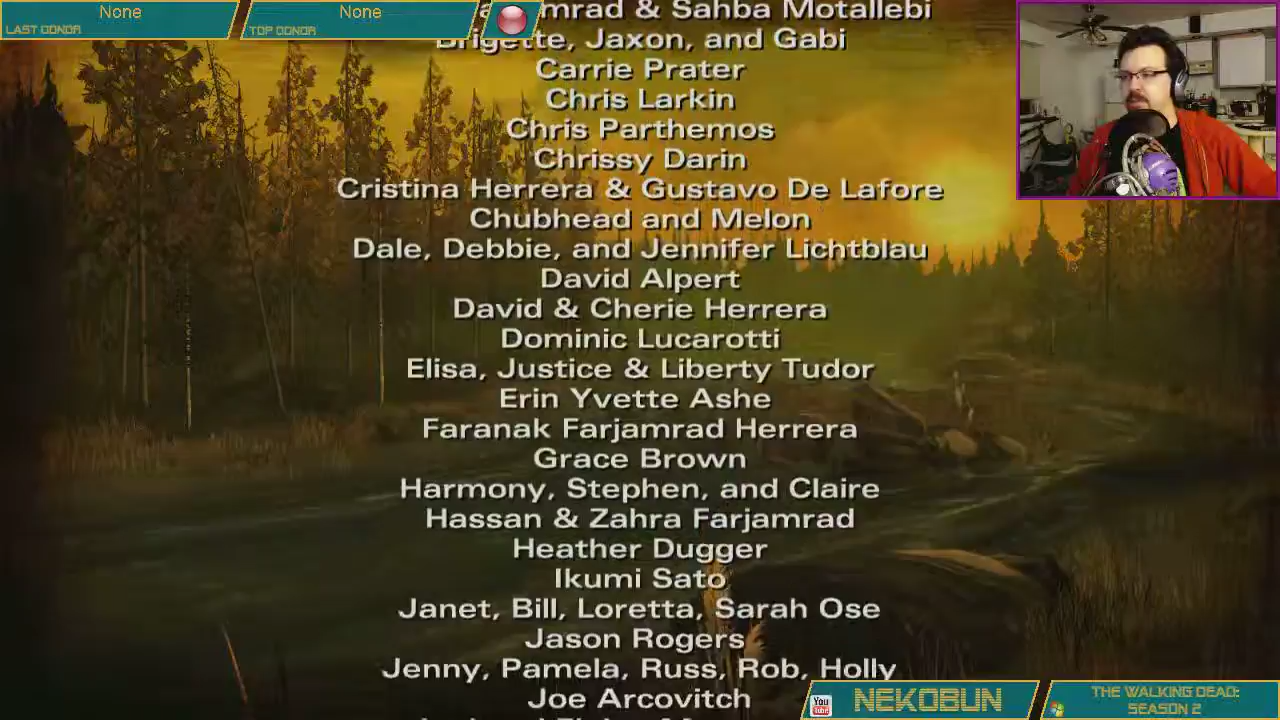 None
LAST DONOR
None
TOP DONOR
& Sahba Motallebi
Brigette, Jaxon, and Gabi
Carrie Prater
Chris Larkin
Chris Parthemos
Chrissy Darin
Cristina Herrera & Gustavo De Lafore
Chubhead and Melon
Dale, Debbie, and Jennifer Lichtblau
David Alpert
David & Cherie Herrera
Dominic Lucarotti
Elisa, Justice & Liberty Tudor
Erin Yvette Ashe
Faranak Farjamrad Herrera
Grace Brown
Harmony, Stephen, and Claire
Hassan & Zahra Farjamrad
Heather Dugger
Ikumi Sato
Janet, Bill, Loretta, Sarah Ose
Jason Rogers
Jenny, Pamela, Russ, Rob, Holly
Joe Arcovitch
You
NEKOBUN
THE WALKING DEAD:
SEASON 2